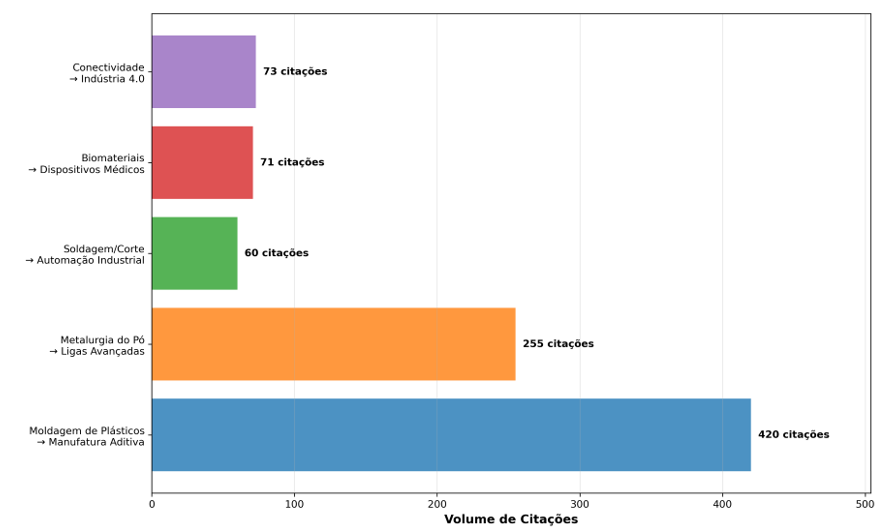 Conectividade
→ Indústria 4.0
73 citações
Biomateriais
→ Dispositivos Médicos
71 citações
Soldagem/Corte
→ Automação Industrial
60 citações
Metalurgia do Pó
→ Ligas Avançadas
255 citações
Moldagem de Plásticos
→ Manufatura Aditiva
420 citações
0 100 200 300 400 500
Volume de Citações